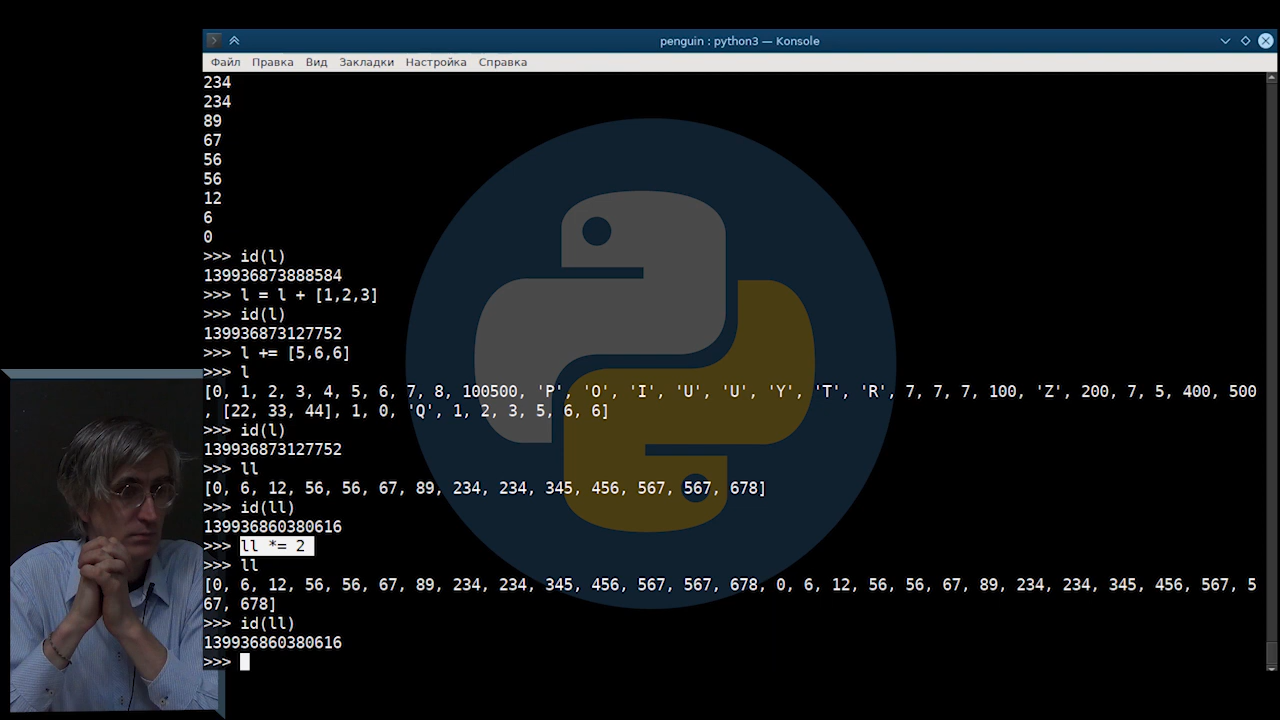 penguin : python3 — Konsole
Файл Правка Вид Закладки Настройка Справка
234
234
89
67
56
56
12
6
0
>>> id(l)
139936873888584
>>> l = l + [1,2,3]
>>> id(l)
139936873127752
>>> l += [5,6,6]
>>> l
[0, 1, 2, 3, 4, 5, 6, 7, 8, 100500, 'P', 'O', 'I', 'U', 'U', 'Y', 'T', 'R', 7, 7, 7, 100, 'Z', 200, 7, 5, 400, 500
, [22, 33, 44], 1, 0, 'Q', 1, 2, 3, 5, 6, 6]
>>> id(l)
139936873127752
>>> ll
[0, 6, 12, 56, 56, 67, 89, 234, 234, 345, 456, 567, 567, 678]
>>> id(ll)
139936860380616
>>> ll *= 2
>>> ll
[0, 6, 12, 56, 56, 67, 89, 234, 234, 345, 456, 567, 567, 678, 0, 6, 12, 56, 56, 67, 89, 234, 234, 345, 456, 567, 5
67, 678]
>>> id(ll)
139936860380616
>>>